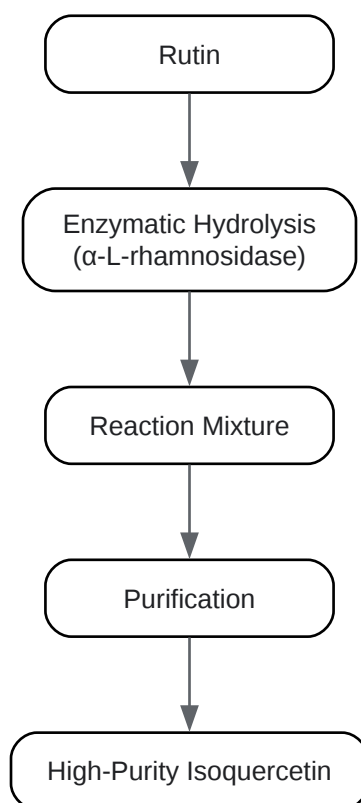 Rutin
Enzymatic Hydrolysis
(α-L-rhamnosidase)
Reaction Mixture
Purification
High-Purity Isoquercetin